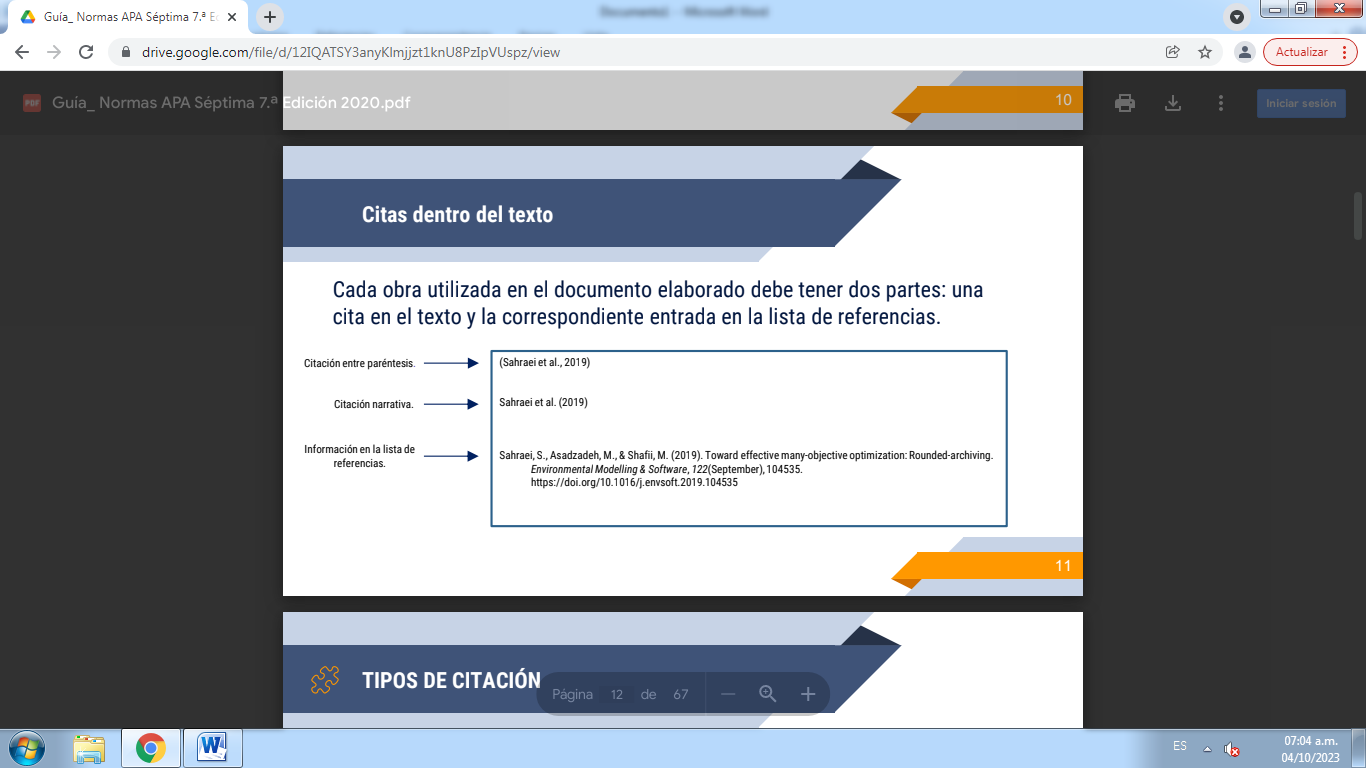 Guía_ Normas APA Séptima 7.ª Ed
Documento1 - Microsoft Word
drive.google.com/file/d/12IQATSY3anyKlmjjzt1knU8PzIpVUspz/view
Actualizar
PDF
Guía_ Normas APA Séptima 7.ª Edición 2020.pdf
10
Iniciar sesión
Citas dentro del texto
Cada obra utilizada en el documento elaborado debe tener dos partes: una
cita en el texto y la correspondiente entrada en la lista de referencias.
Citación entre paréntesis.
(Sahraei et al., 2019)
Citación narrativa.
Sahraei et al. (2019)
Información en la lista de
referencias.
Sahraei, S., Asadzadeh, M., & Shafii, M. (2019). Toward effective many-objective optimization: Rounded-archiving.
Environmental Modelling & Software, 122(September), 104535.
https://doi.org/10.1016/j.envsoft.2019.104535
11
TIPOS DE CITACIÓN
Página 12 de 67
ES
07:04 a.m.
04/10/2023